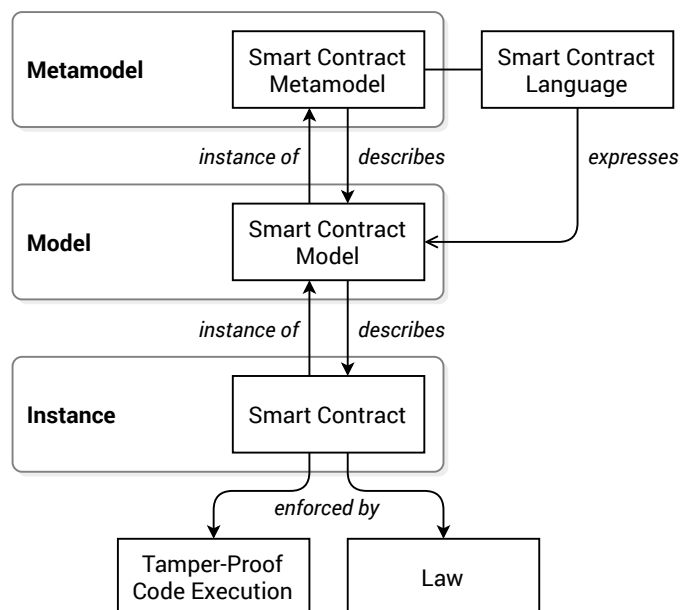 Metamodel
Smart Contract
Metamodel
Smart Contract
Language
instance of
describes
expresses
Model
Smart Contract
Model
instance of
describes
Instance
Smart Contract
enforced by
Tamper-Proof
Code Execution
Law